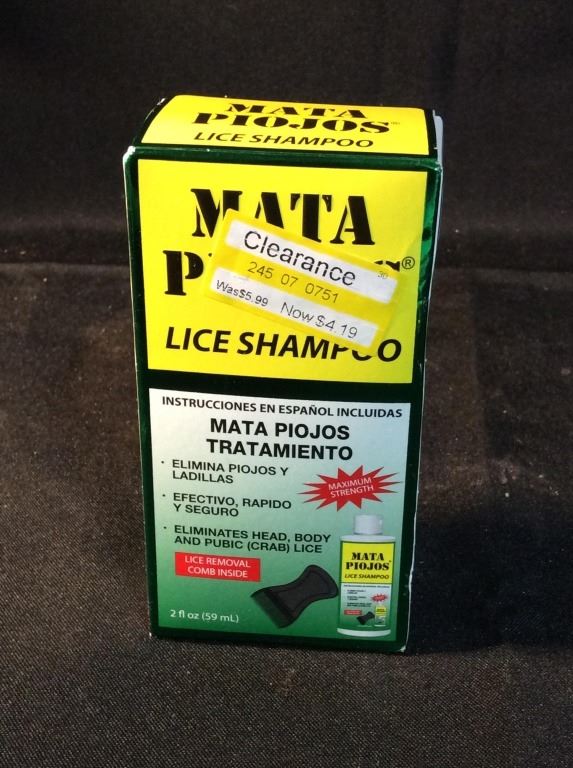 MATA
PIOJOS™
LICE SHAMPOO
MATA
®
Clearance
30
245 07 0751
Was $5.99 Now $4.19
LICE SHAMPOO
INSTRUCCIONES EN ESPAÑOL INCLUIDAS
MATA PIOJOS
TRATAMIENTO
· ELIMINA PIOJOS Y
LADILLAS
· EFECTIVO, RAPIDO
Y SEGURO
· ELIMINATES HEAD, BODY
AND PUBIC (CRAB) LICE
MAXIMUM
STRENGTH
LICE REMOVAL
COMB INSIDE
2 fl oz (59 mL)
MATA
PIOJOS
LICE SHAMPOO